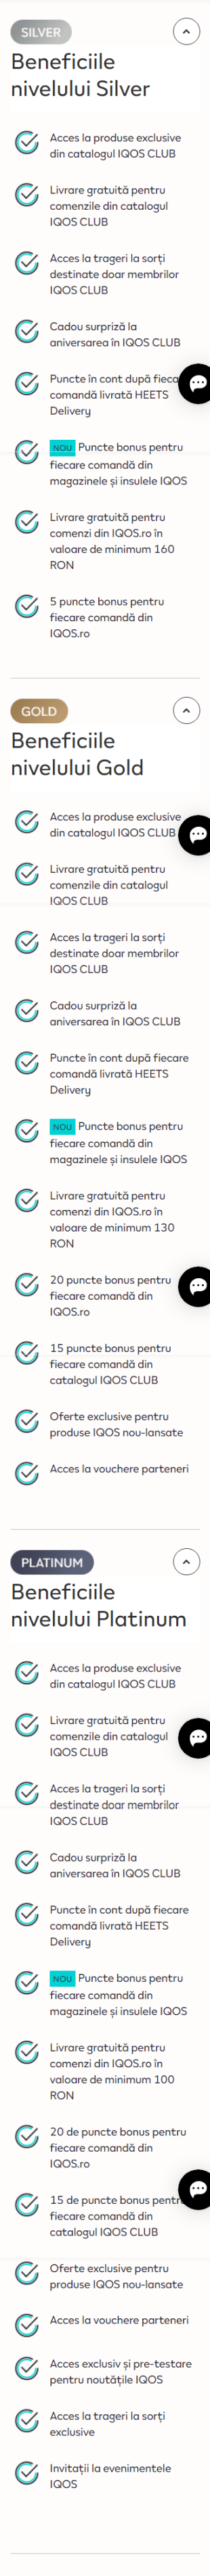 SILVER
Beneficiile
nivelului Silver
Acces la produse exclusive
din catalogul IQOS CLUB
Livrare gratuită pentru
comenzile din catalogul
IQOS CLUB
Acces la trageri la sorți
destinate doar membrilor
IQOS CLUB
Cadou surpriză la
aniversarea în IQOS CLUB
Puncte în cont după
comandă livrată HEETS
Delivery
NOU Puncte bonus pentru
fiecare comandă din
magazinele și insulele IQOS
Livrare gratuită pentru
comenzi din IQOS.ro în
valoare de minimum 160
RON
5 puncte bonus pentru
fiecare comandă din
IQOS.ro
GOLD
Beneficiile
nivelului Gold
Acces la produse exclusive
din catalogul IQOS CLUB
Livrare gratuită pentru
comenzile din catalogul
IQOS CLUB
Acces la trageri la sorți
destinate doar membrilor
IQOS CLUB
Cadou surpriză la
aniversarea în IQOS CLUB
Puncte în cont după fiecare
comandă livrată HEETS
Delivery
NOU Puncte bonus pentru
fiecare comandă din
magazinele și insulele IQOS
Livrare gratuită pentru
comenzi din IQOS.ro în
valoare de minimum 130
RON
20 puncte bonus pentru
fiecare comandă din
IQOS.ro
15 puncte bonus pentru
fiecare comandă din
catalogul IQOS CLUB
Oferte exclusive pentru
produse IQOS nou-lansate
Acces la vouchere parteneri
PLATINUM
Beneficiile
nivelului Platinum
Acces la produse exclusive
din catalogul IQOS CLUB
Livrare gratuită pentru
comenzile din catalogul
IQOS CLUB
Acces la trageri la sorți
destinate doar membrilor
IQOS CLUB
Cadou surpriză la
aniversarea în IQOS CLUB
Puncte în cont după fiecare
comandă livrată HEETS
Delivery
NOU Puncte bonus pentru
fiecare comandă din
magazinele și insulele IQOS
Livrare gratuită pentru
comenzi din IQOS.ro în
valoare de minimum 100
RON
20 de puncte bonus pentru
fiecare comandă din
IQOS.ro
15 de puncte bonus
fiecare comandă din
catalogul IQOS CLUB
Oferte exclusive pentru
produse IQOS nou-lansate
Acces la vouchere parteneri
Acces exclusiv și pre-testare
pentru noutățile IQOS
Acces la trageri la sorți
exclusive
Invitații la evenimentele
IQOS